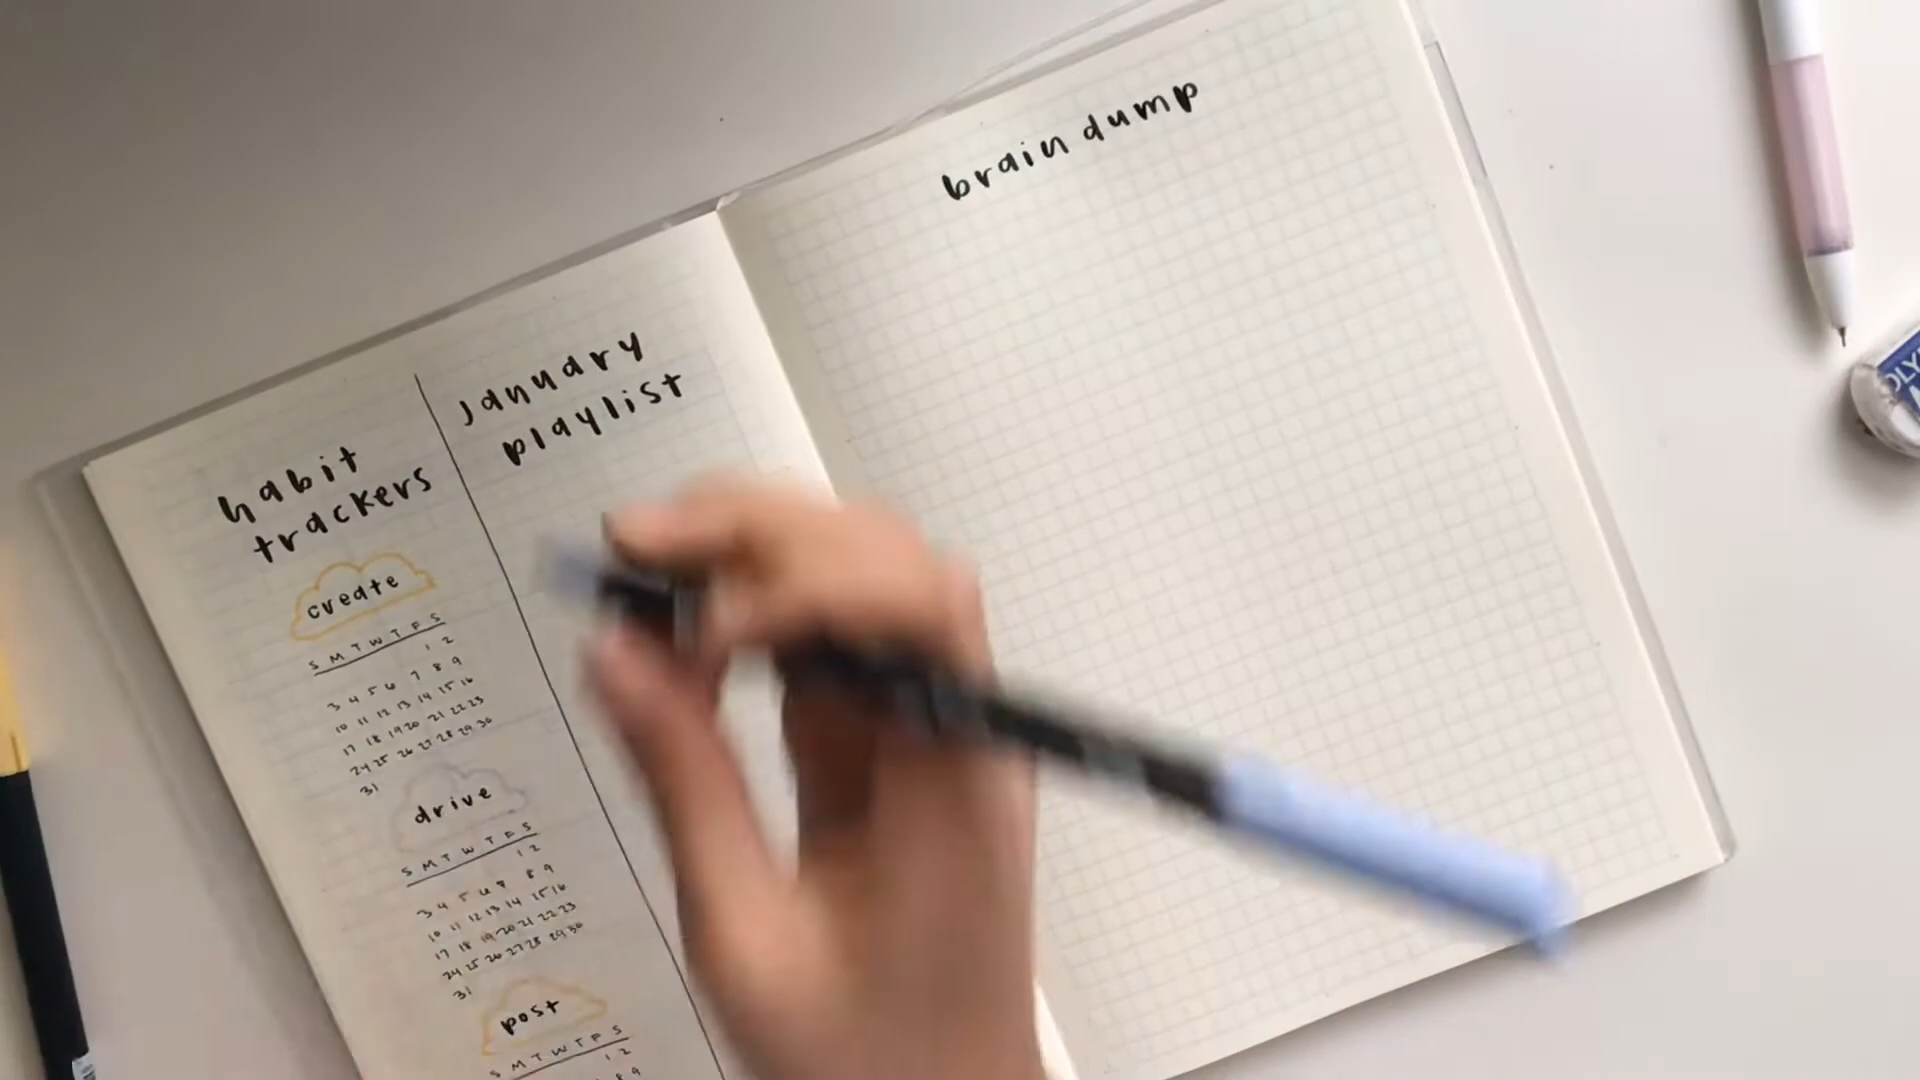 habit
trackers
create
S M T W T F S
1 2
3 4 5 6 7 8 9
10 11 12 13 14 15 16
17 18 19 20 21 22 23
24 25 26 27 28 29 30
31
drive
S M T W T F S
1 2
3 4 5 6 7 8 9
10 11 12 13 14 15 16
17 18 19 20 21 22 23
24 25 26 27 28 29 30
31
post
S M T W T F S
1 2
8 9
january
playlist
brain dump